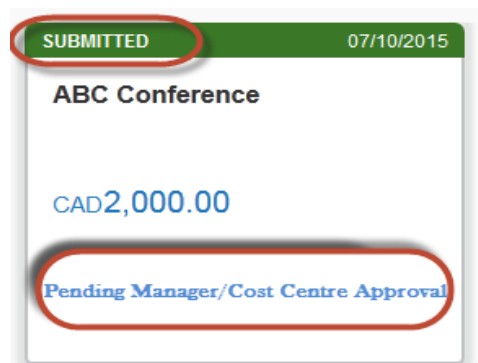 SUBMITTED 07/10/2015
ABC Conference
CAD2,000.00
Pending Manager/Cost Centre Approval